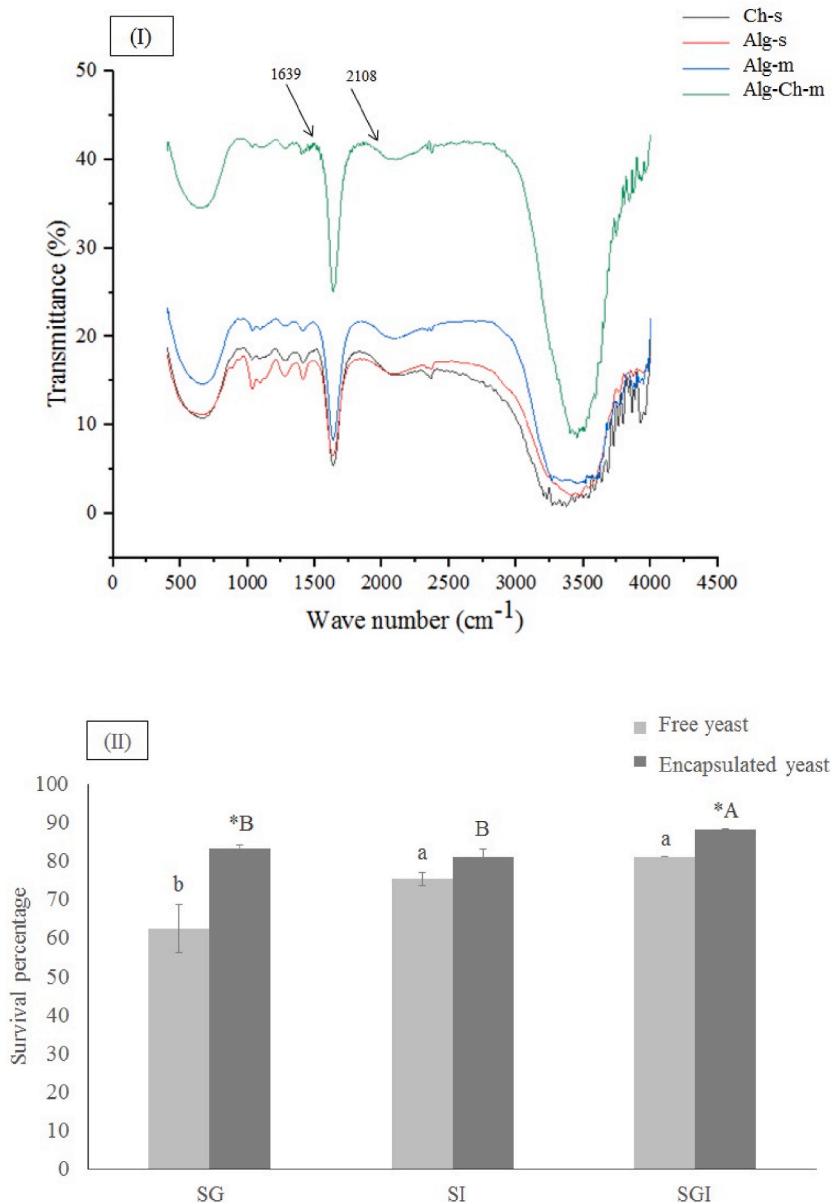 (I)
Ch-s
Alg-s
Alg-m
Alg-Ch-m
1639
2108
50
40
30
20
10
0
Transmittance (%)
0 500 1000 1500 2000 2500 3000 3500 4000 4500
Wave number (cm⁻¹)
(II)
Free yeast
Encapsulated yeast
100
90
80
70
60
50
40
30
20
10
0
Survival percentage
b *B a B a *A
SG SI SGI